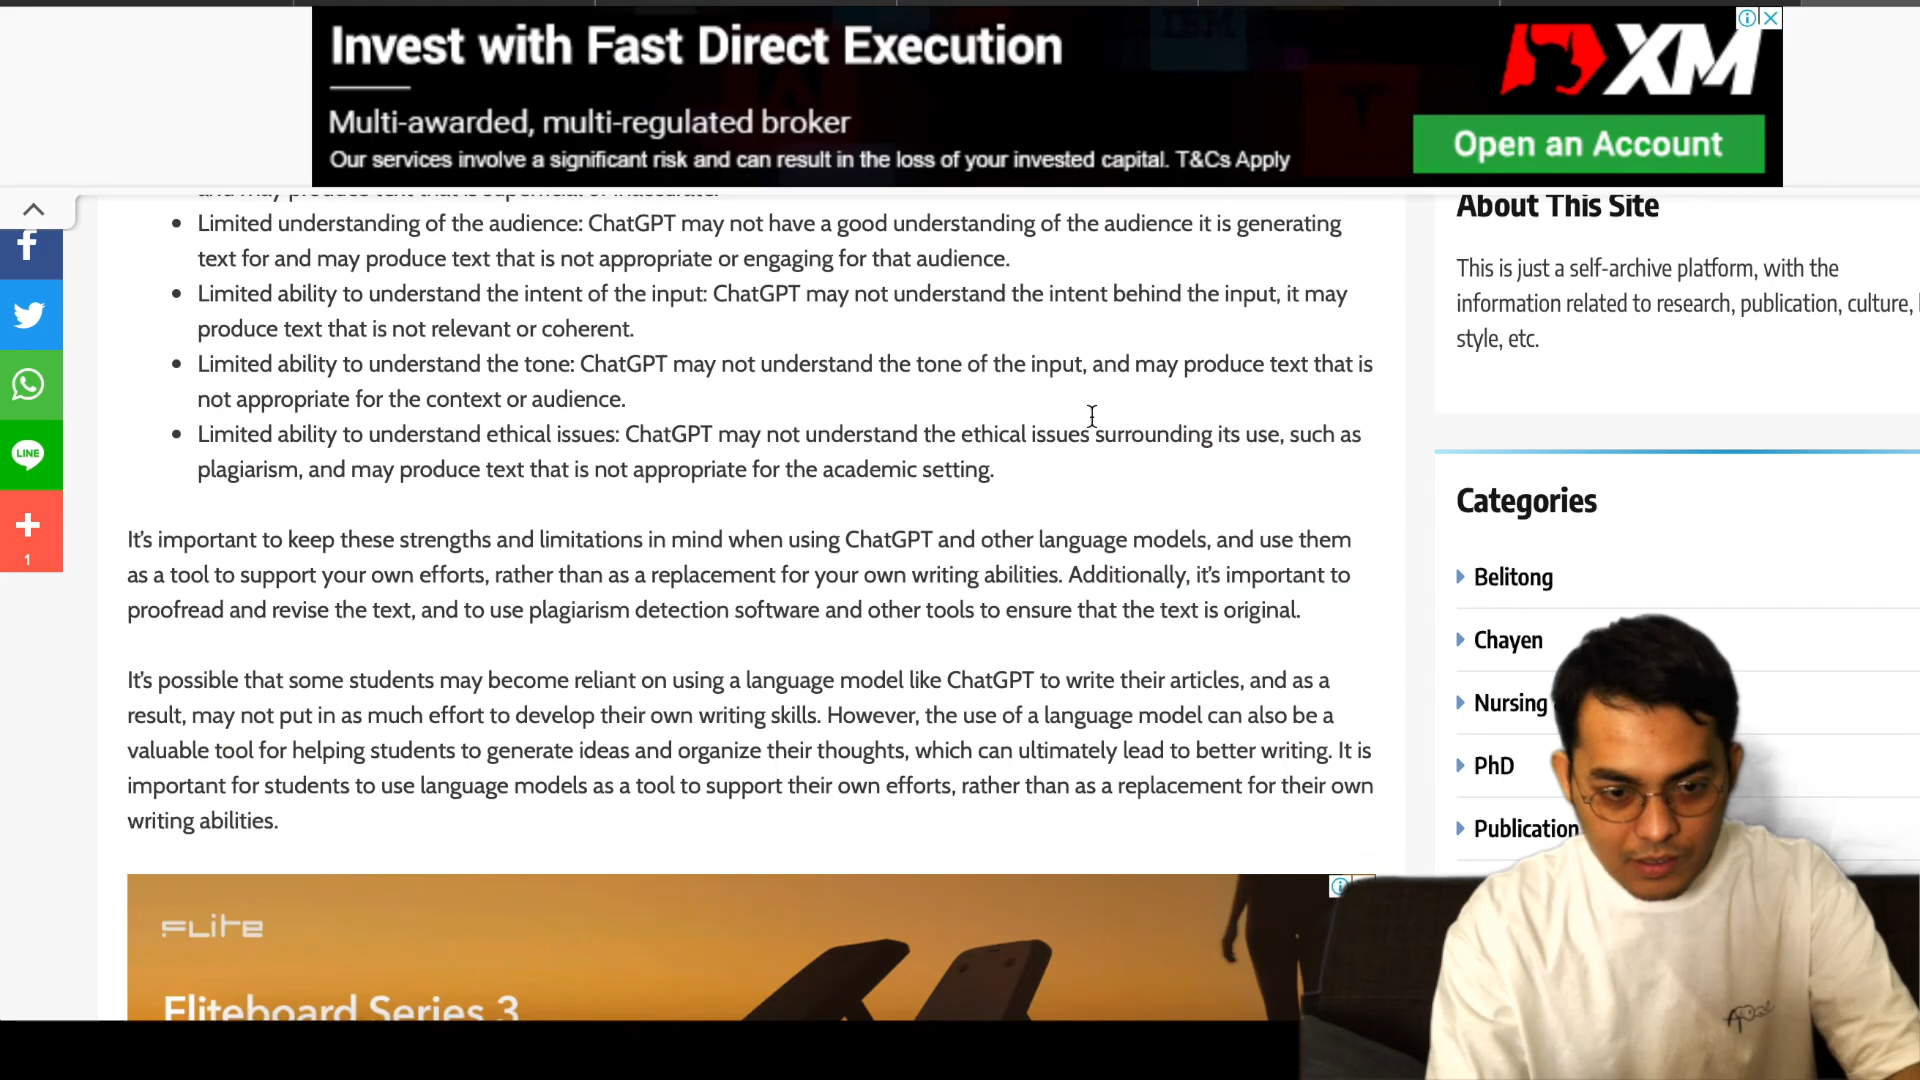 Invest with Fast Direct Execution
XM
Multi-awarded, multi-regulated broker
Our services involve a significant risk and can result in the loss of your invested capital. T&Cs Apply
Open an Account
Limited understanding of the audience: ChatGPT may not have a good understanding of the audience it is generating
text for and may produce text that is not appropriate or engaging for that audience.
Limited ability to understand the intent of the input: ChatGPT may not understand the intent behind the input, it may
produce text that is not relevant or coherent.
Limited ability to understand the tone: ChatGPT may not understand the tone of the input, and may produce text that is
not appropriate for the context or audience.
Limited ability to understand ethical issues: ChatGPT may not understand the ethical issues surrounding its use, such as
plagiarism, and may produce text that is not appropriate for the academic setting.
It's important to keep these strengths and limitations in mind when using ChatGPT and other language models, and use them
as a tool to support your own efforts, rather than as a replacement for your own writing abilities. Additionally, it's important to
proofread and revise the text, and to use plagiarism detection software and other tools to ensure that the text is original.
It's possible that some students may become reliant on using a language model like ChatGPT to write their articles, and as a
result, may not put in as much effort to develop their own writing skills. However, the use of a language model can also be a
valuable tool for helping students to generate ideas and organize their thoughts, which can ultimately lead to better writing. It is
important for students to use language models as a tool to support their own efforts, rather than as a replacement for their own
writing abilities.
FLITE
Fliteboard Series 3
LINE
1
About This Site
This is just a self-archive platform, with the
information related to research, publication, culture,
style, etc.
Categories
Belitong
Chayen
Nursing
PhD
Publication